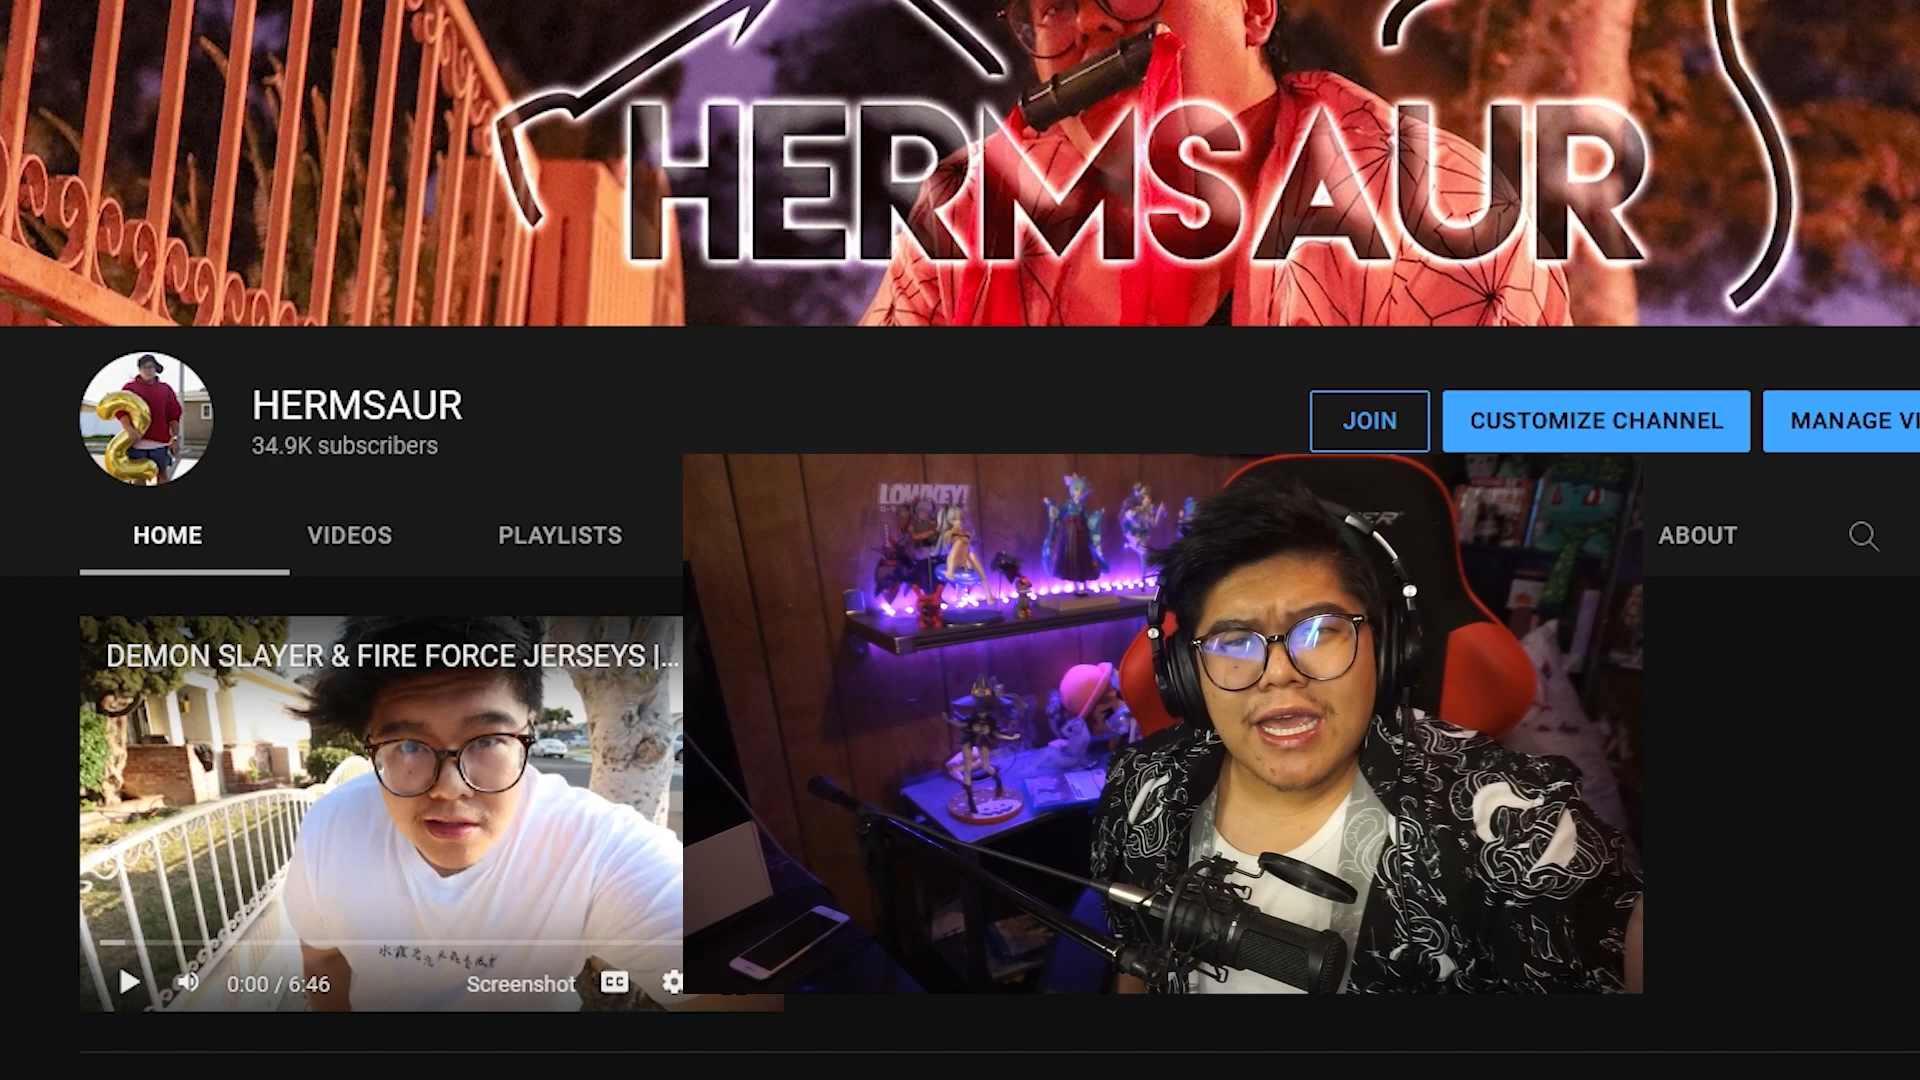 HERMSAUR
HERMSAUR
34.9K subscribers
JOIN
CUSTOMIZE CHANNEL
MANAGE VI
HOME
VIDEOS
PLAYLISTS
ABOUT
LOWKEY!
DEMON SLAYER & FIRE FORCE JERSEYS |...
0:00 / 6:46
Screenshot
CC